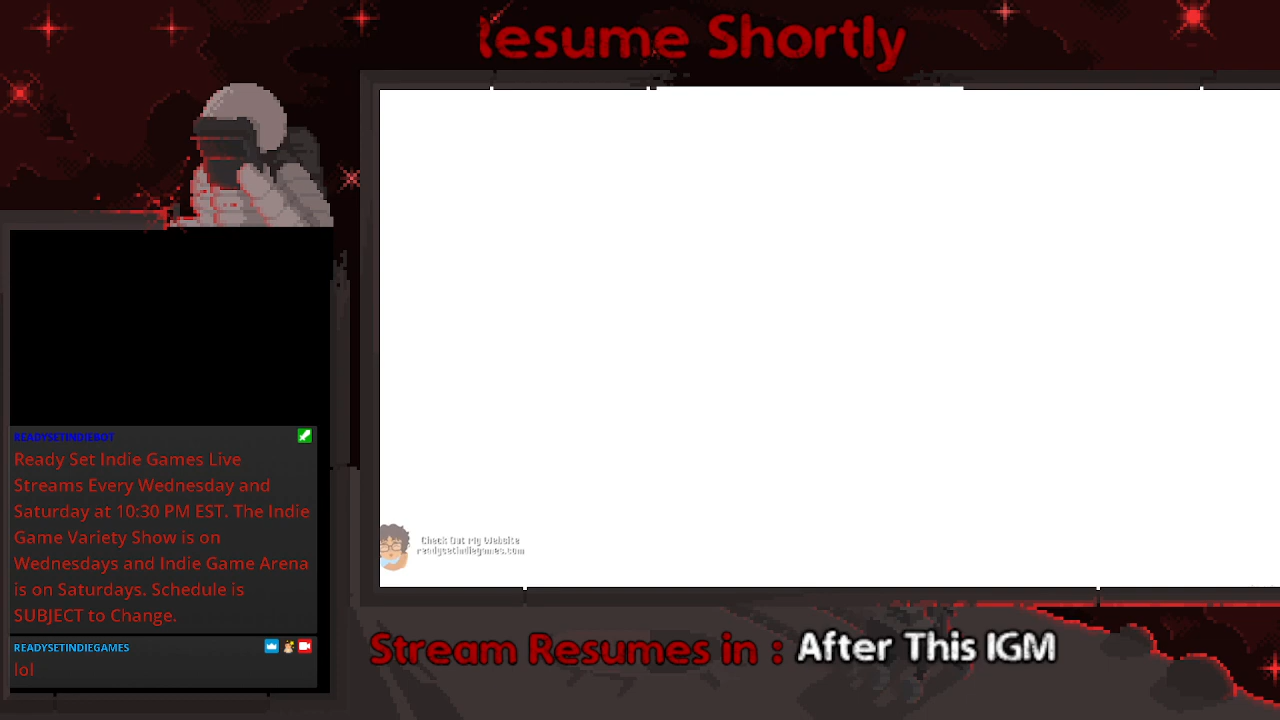 Resume Shortly
READYSETINDIEBOT
Ready Set Indie Games Live
Streams Every Wednesday and
Saturday at 10:30 PM EST. The Indie
Game Variety Show is on
Wednesdays and Indie Game Arena
is on Saturdays. Schedule is
SUBJECT to Change.
READYSETINDIEGAMES
lol
Check Out My Website
readysetindiegames.com
Stream Resumes in : After This IGM